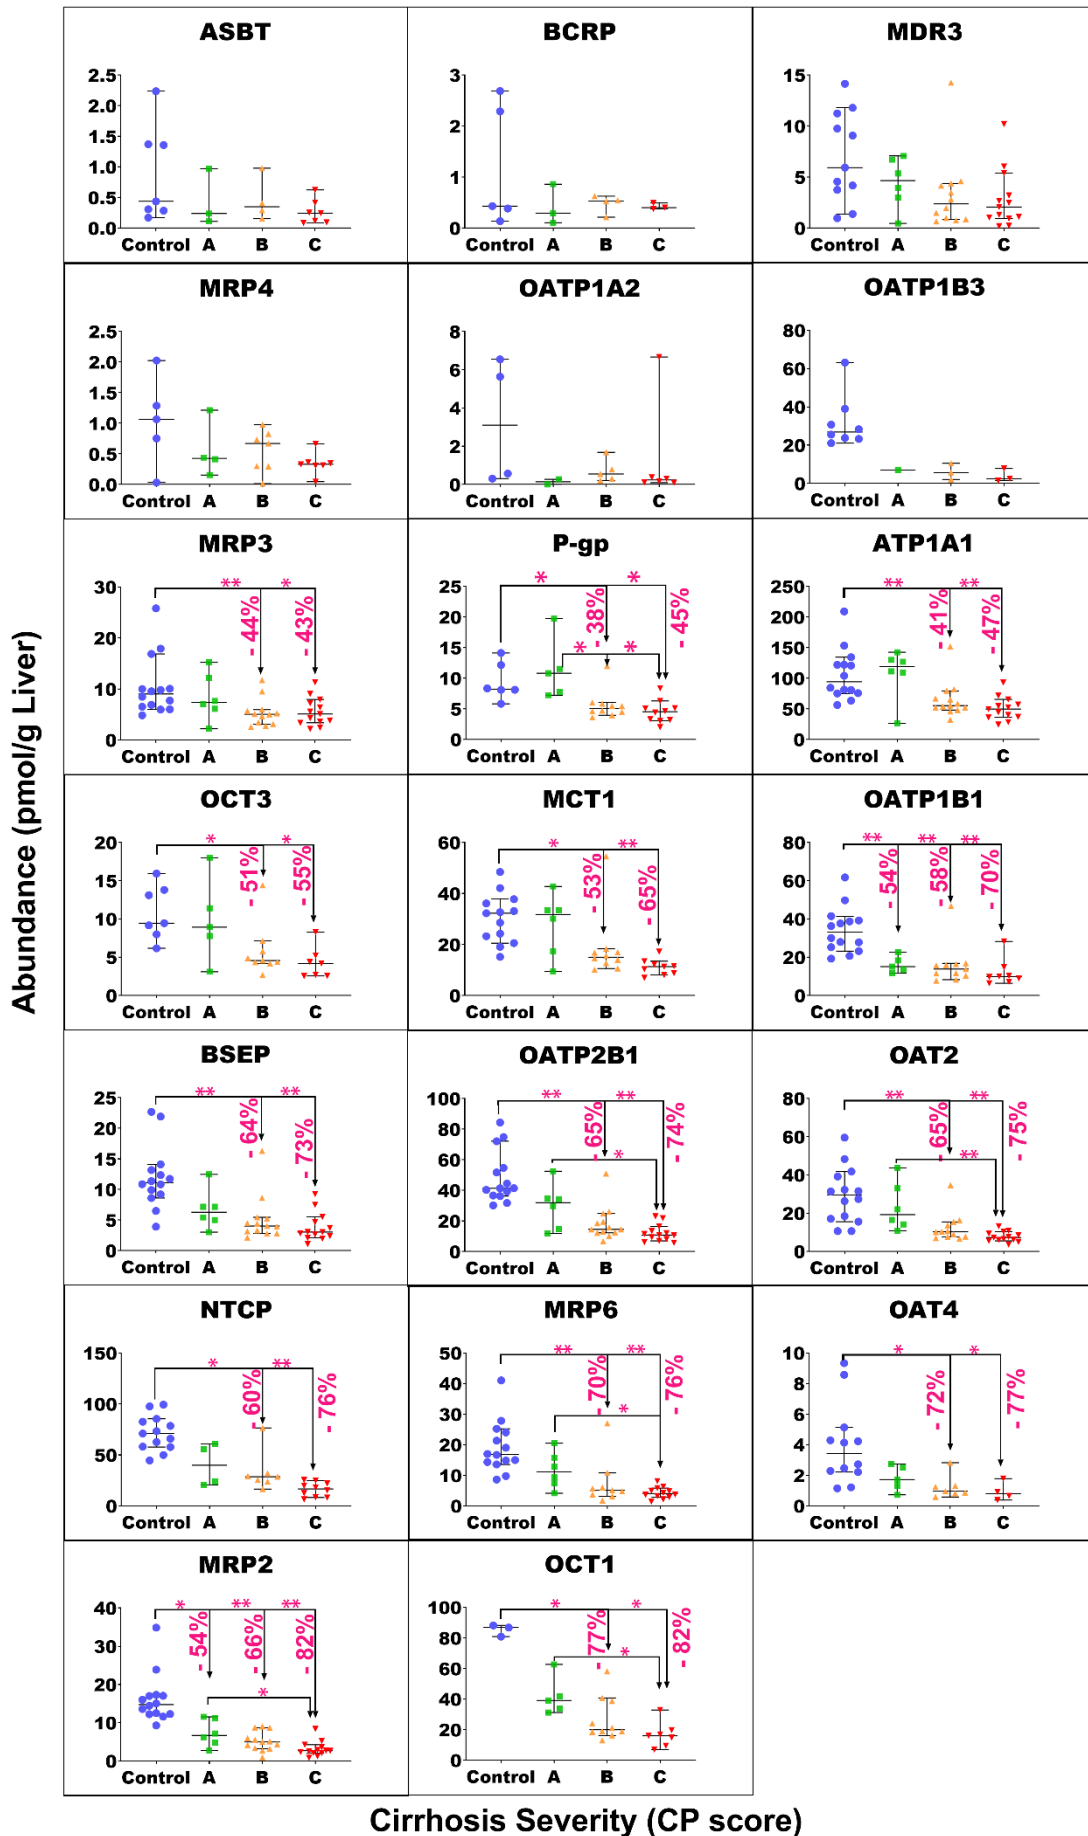 ASBT BCRP MDR3
2.5 3 15
2.0
1.5 2 10
1.0 1 5
0.5
0.0 0 0
Control A B C Control A B C Control A B C
MRP4 OATP1A2 OATP1B3
2.5 8 80
2.0 6 60
1.5
1.0 4 40
0.5 2 20
0.0 0 0
Control A B C Control A B C Control A B C
MRP3 P-gp ATP1A1
** * * * ** **
30 25 250
20 20 200
10 15 150
0 10 100
5 50
0 0
- 44% - 43% - 38% - 45% - 41% - 47%
* *
Control A B C Control A B C Control A B C
OCT3 MCT1 OATP1B1
* * * ** ** ** **
20 60 80
15 40 60
10 20 40
5 0 20
0 0
- 51% - 55% - 53% - 65% - 54% - 58% - 70%
Control A B C Control A B C Control A B C
BSEP OATP2B1 OAT2
** ** ** ** ** **
25 100 80
20 80 60
15 60 40
10 40 20
5 20 0
0 0
- 64% - 73% - 65% - 74% - 65% - 75%
* **
Control A B C Control A B C Control A B C
NTCP MRP6 OAT4
* ** ** ** * *
150 50 10
100 40 8
50 30 6
0 20 4
10 2
0 0
- 60% - 76% - 70% - 76% - 72% - 77%
*
Control A B C Control A B C Control A B C
MRP2 OCT1
* ** ** * *
40 100
30 80
20 60
10 40
0 20
0
- 54% - 66% - 82% - 77% - 82%
* *
Control A B C Control A B C
Abundance (pmol/g Liver)
Cirrhosis Severity (CP score)